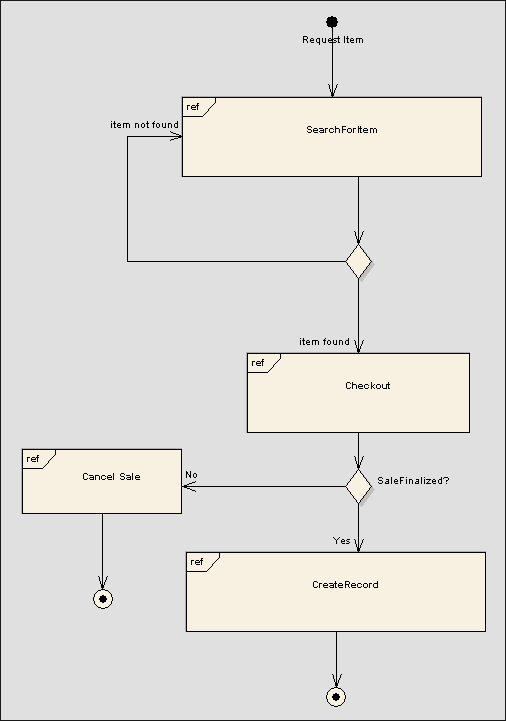 Request Item
ref
SearchForItem
item not found
item found
ref
Checkout
ref
Cancel Sale
No
SaleFinalized?
Yes
ref
CreateRecord